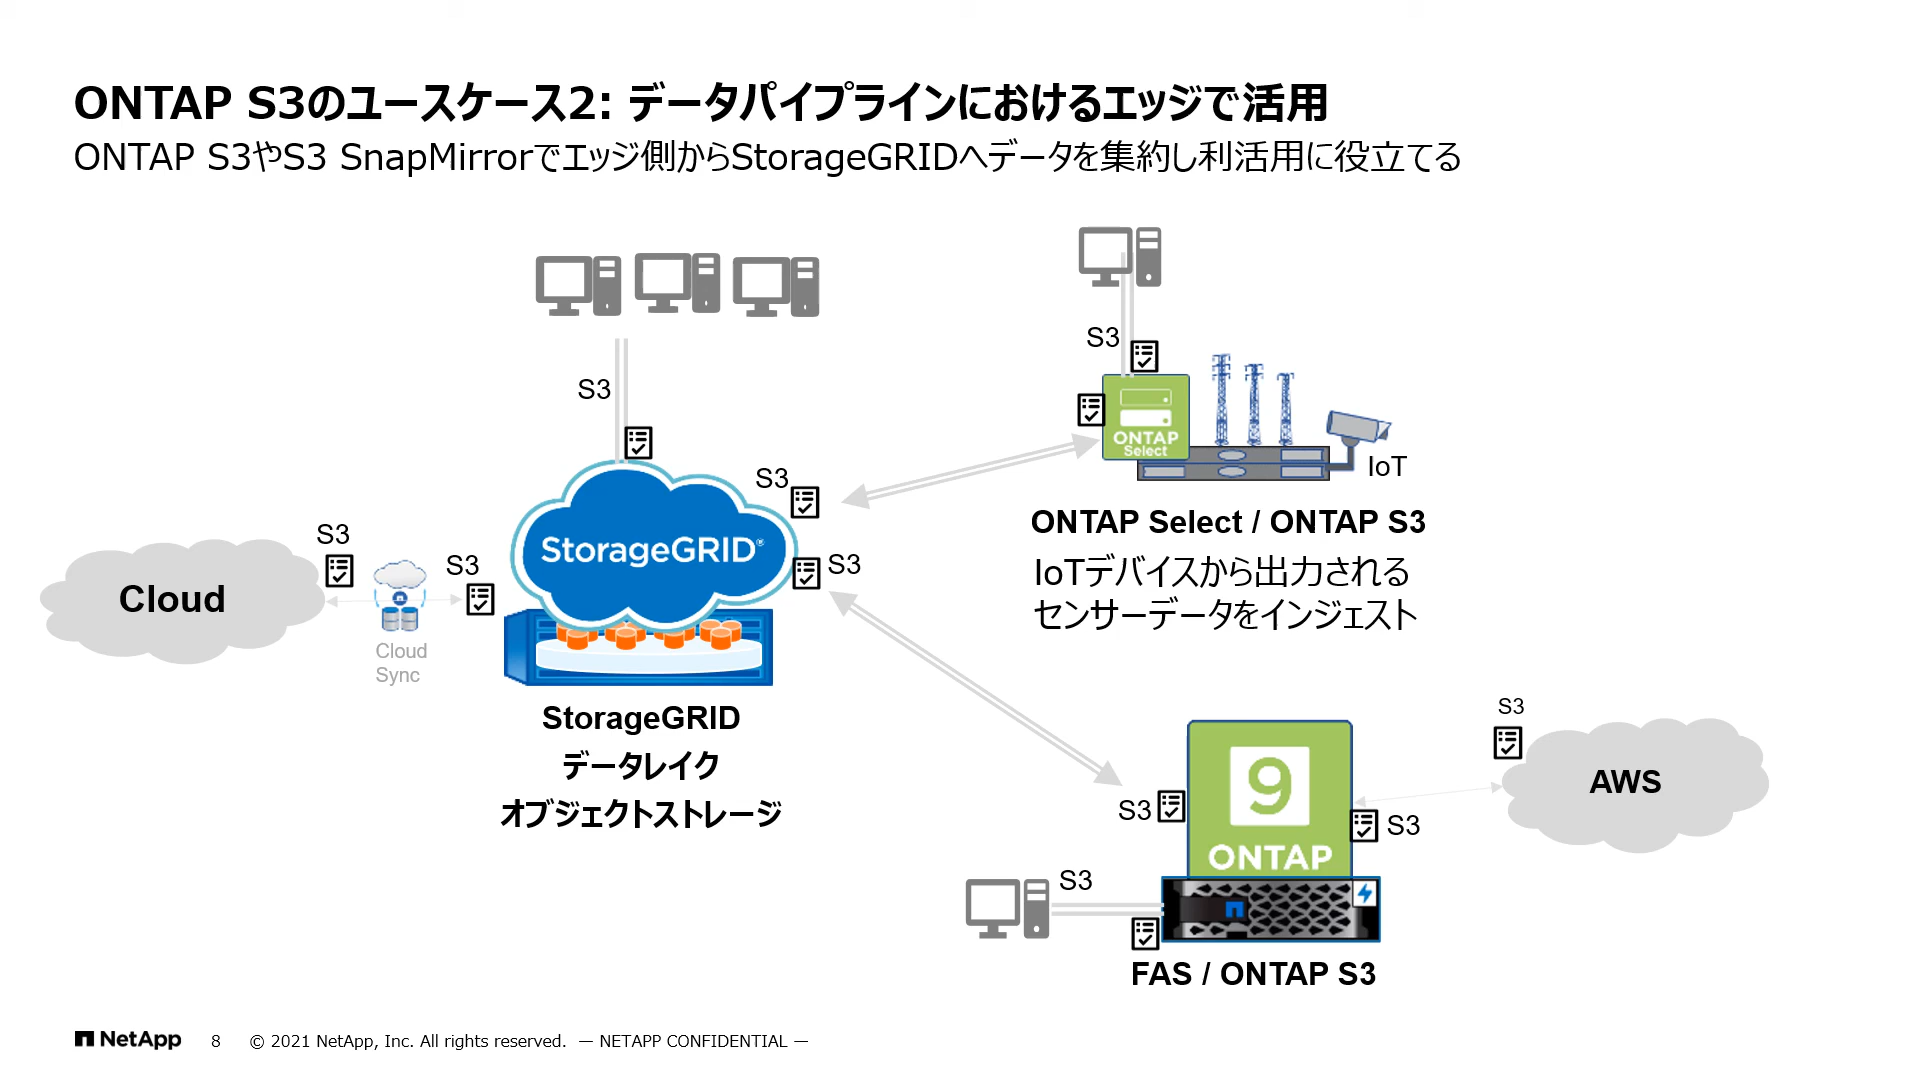 ONTAP S3のユースケース2: データパイプラインにおけるエッジで活用
ONTAP S3やS3 SnapMirrorでエッジ側からStorageGRIDへデータを集約し利活用に役立てる
S3
S3
S3
StorageGRID®
S3
S3
S3
Cloud
Cloud
Sync
StorageGRID
データレイク
オブジェクトストレージ
ONTAP
Select
IoT
ONTAP Select / ONTAP S3
IoTデバイスから出力される
センサーデータをインジェスト
S3
AWS
S3
9
ONTAP
S3
S3
FAS / ONTAP S3
NetApp
8
© 2021 NetApp, Inc. All rights reserved. — NETAPP CONFIDENTIAL —